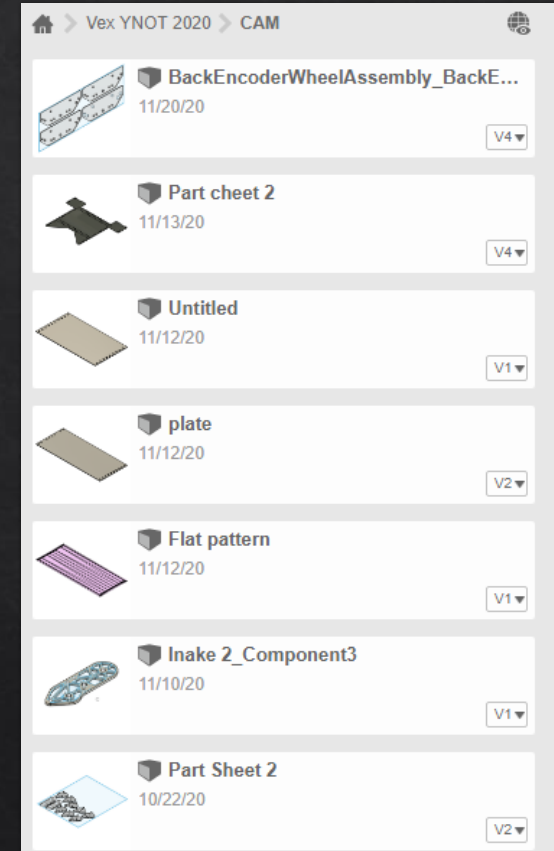 Vex YNOT 2020 CAM
BackEncoderWheelAssembly_BackE...
11/20/20
V4
Part cheet 2
11/13/20
V4
Untitled
11/12/20
V1
plate
11/12/20
V2
Flat pattern
11/12/20
V1
Inake 2_Component3
11/10/20
V1
Part Sheet 2
10/22/20
V2